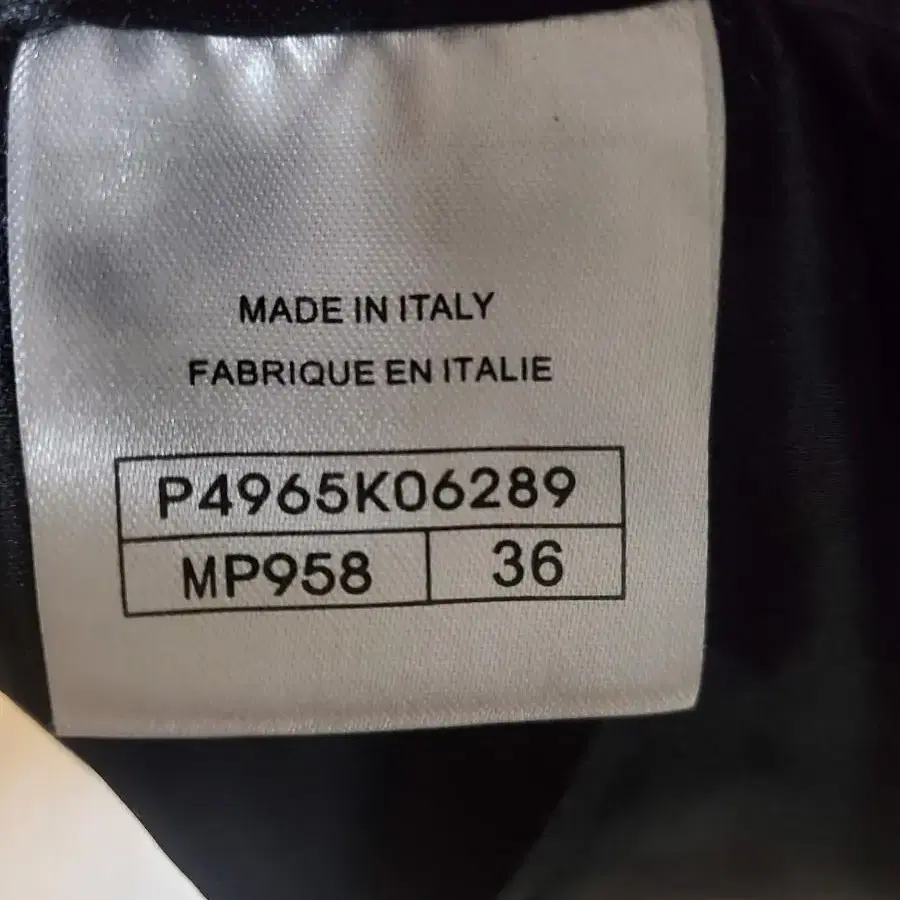 MADE IN ITALY
FABRIQUE EN ITALIE
P4965K06289
MP958 36